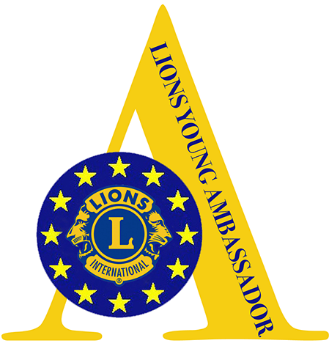 LIONS YOUNG AMBASSADOR
LIONS
L
INTERNATIONAL
®